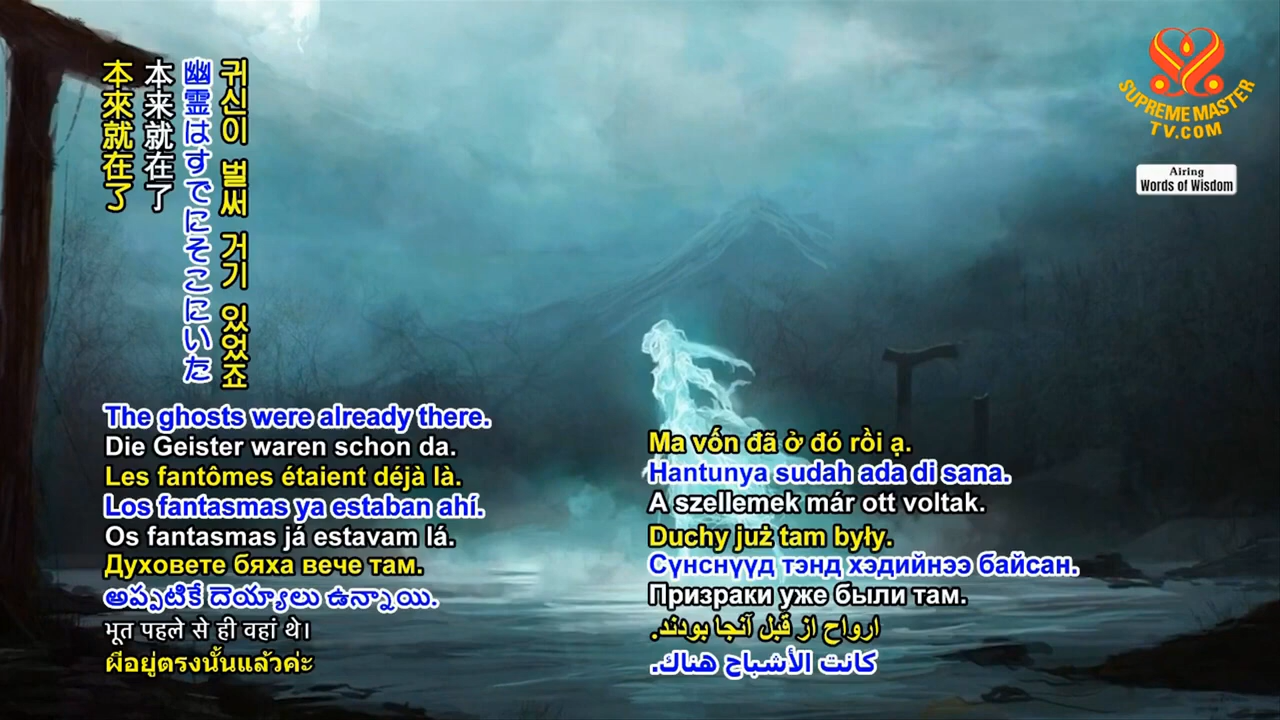 本來就在了
本来就在了
幽霊はすでにそこにいた
귀신이 벌써 거기 있었죠
The ghosts were already there.
Die Geister waren schon da.
Les fantômes étaient déjà là.
Los fantasmas ya estaban ahí.
Os fantasmas já estavam lá.
Духовете бяха вече там.
అప్పటికే దెయ్యాలు ఉన్నాయి.
भूत पहले से ही वहां थे।
ผีอยู่ตรงนั้นแล้วค่ะ
Ma vốn đã ở đó rồi ạ.
Hantunya sudah ada di sana.
A szellemek már ott voltak.
Duchy już tam były.
Сүнснүүд тэнд хэдийнээ байсан.
Призраки уже были там.
ارواح از قبل آنجا بودند.
كانت الأشباح هناك.
SUPREME MASTER
TV.COM
Airing
Words of Wisdom